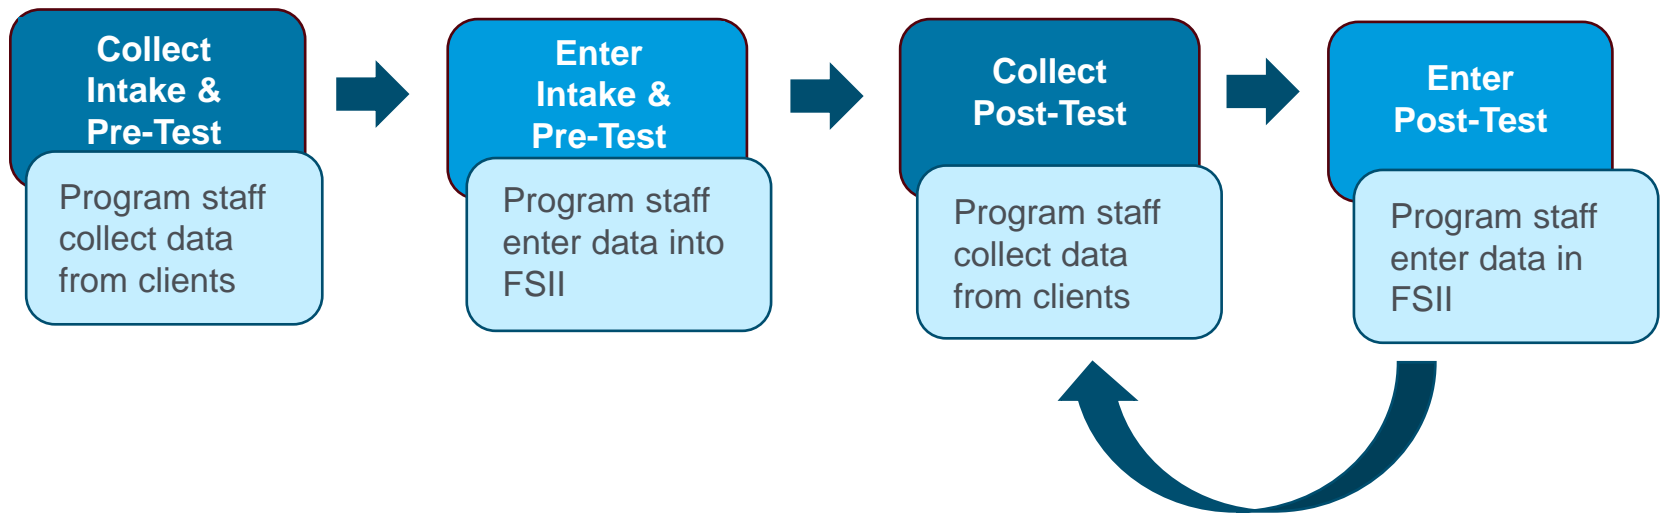 Collect
Intake &
Pre-Test
Program staff
collect data
from clients
Enter
Intake &
Pre-Test
Program staff
enter data into
FSII
Collect
Post-Test
Program staff
collect data
from clients
Enter
Post-Test
Program staff
enter data in
FSII